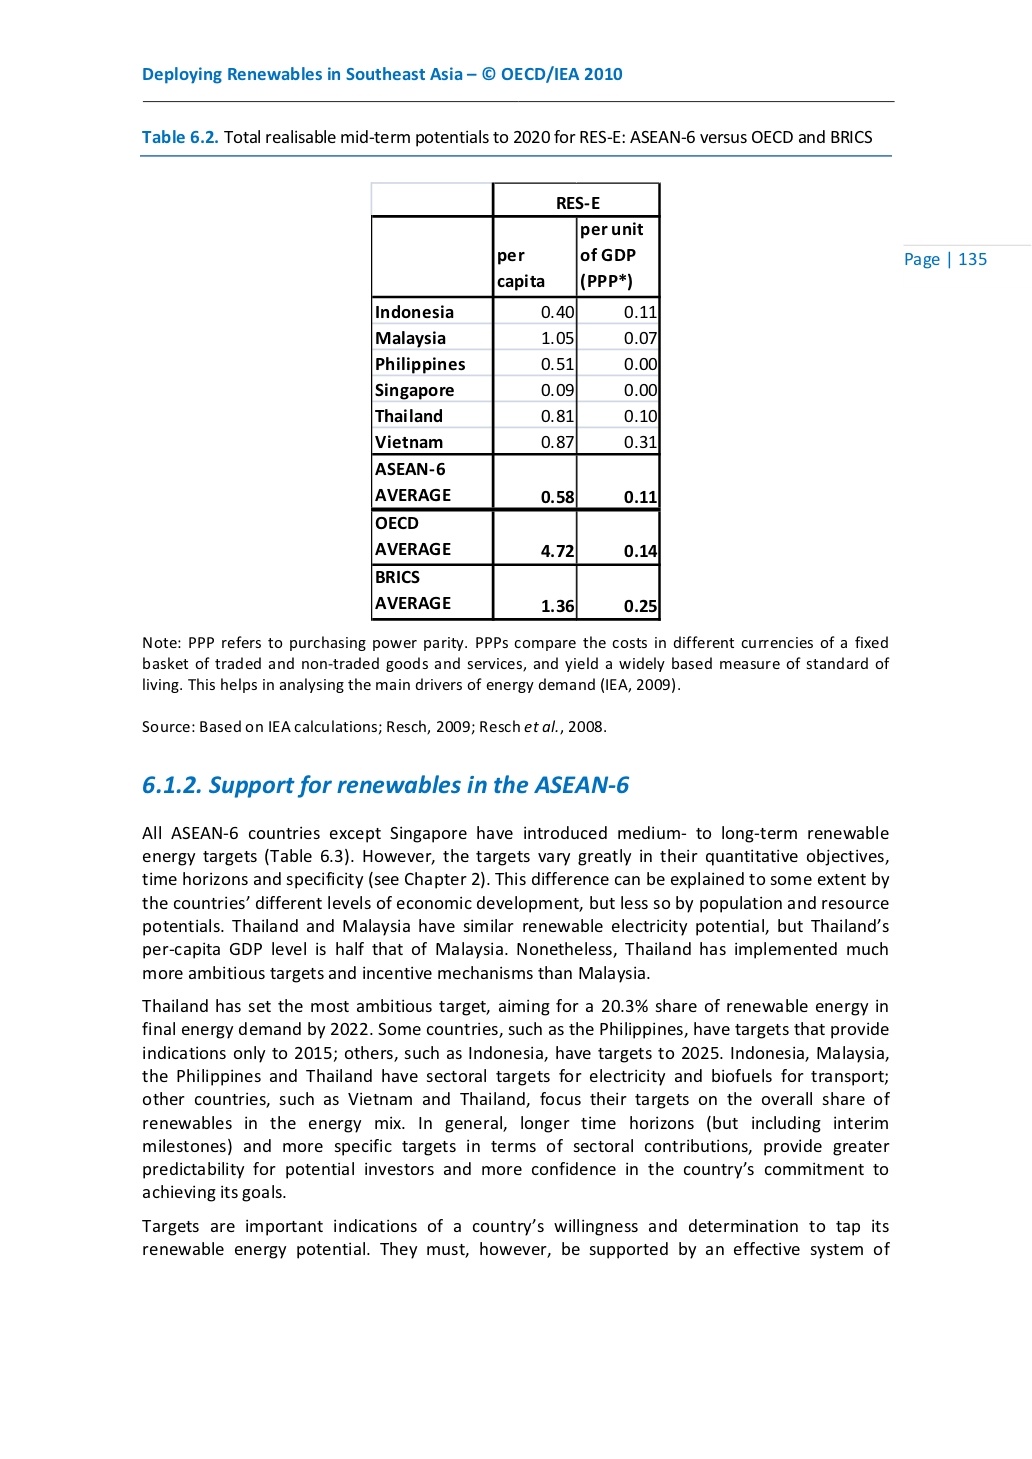 Deploying Renewables in Southeast Asia – © OECD/IEA 2010
Table 6.2. Total realisable mid-term potentials to 2020 for RES-E: ASEAN-6 versus OECD and BRICS
Page | 135
RES-E
per capita per unit of GDP (PPP*)
Indonesia 0.40 0.11
Malaysia 1.05 0.07
Philippines 0.51 0.00
Singapore 0.09 0.00
Thailand 0.81 0.10
Vietnam 0.87 0.31
ASEAN-6
AVERAGE 0.58 0.11
OECD
AVERAGE 4.72 0.14
BRICS
AVERAGE 1.36 0.25
Note: PPP refers to purchasing power parity. PPPs compare the costs in different currencies of a fixed
basket of traded and non-traded goods and services, and yield a widely based measure of standard of
living. This helps in analysing the main drivers of energy demand (IEA, 2009).
Source: Based on IEA calculations; Resch, 2009; Resch et al., 2008.
6.1.2. Support for renewables in the ASEAN-6
All ASEAN-6 countries except Singapore have introduced medium- to long-term renewable
energy targets (Table 6.3). However, the targets vary greatly in their quantitative objectives,
time horizons and specificity (see Chapter 2). This difference can be explained to some extent by
the countries’ different levels of economic development, but less so by population and resource
potentials. Thailand and Malaysia have similar renewable electricity potential, but Thailand’s
per-capita GDP level is half that of Malaysia. Nonetheless, Thailand has implemented much
more ambitious targets and incentive mechanisms than Malaysia.
Thailand has set the most ambitious target, aiming for a 20.3% share of renewable energy in
final energy demand by 2022. Some countries, such as the Philippines, have targets that provide
indications only to 2015; others, such as Indonesia, have targets to 2025. Indonesia, Malaysia,
the Philippines and Thailand have sectoral targets for electricity and biofuels for transport;
other countries, such as Vietnam and Thailand, focus their targets on the overall share of
renewables in the energy mix. In general, longer time horizons (but including interim
milestones) and more specific targets in terms of sectoral contributions, provide greater
predictability for potential investors and more confidence in the country’s commitment to
achieving its goals.
Targets are important indications of a country’s willingness and determination to tap its
renewable energy potential. They must, however, be supported by an effective system of